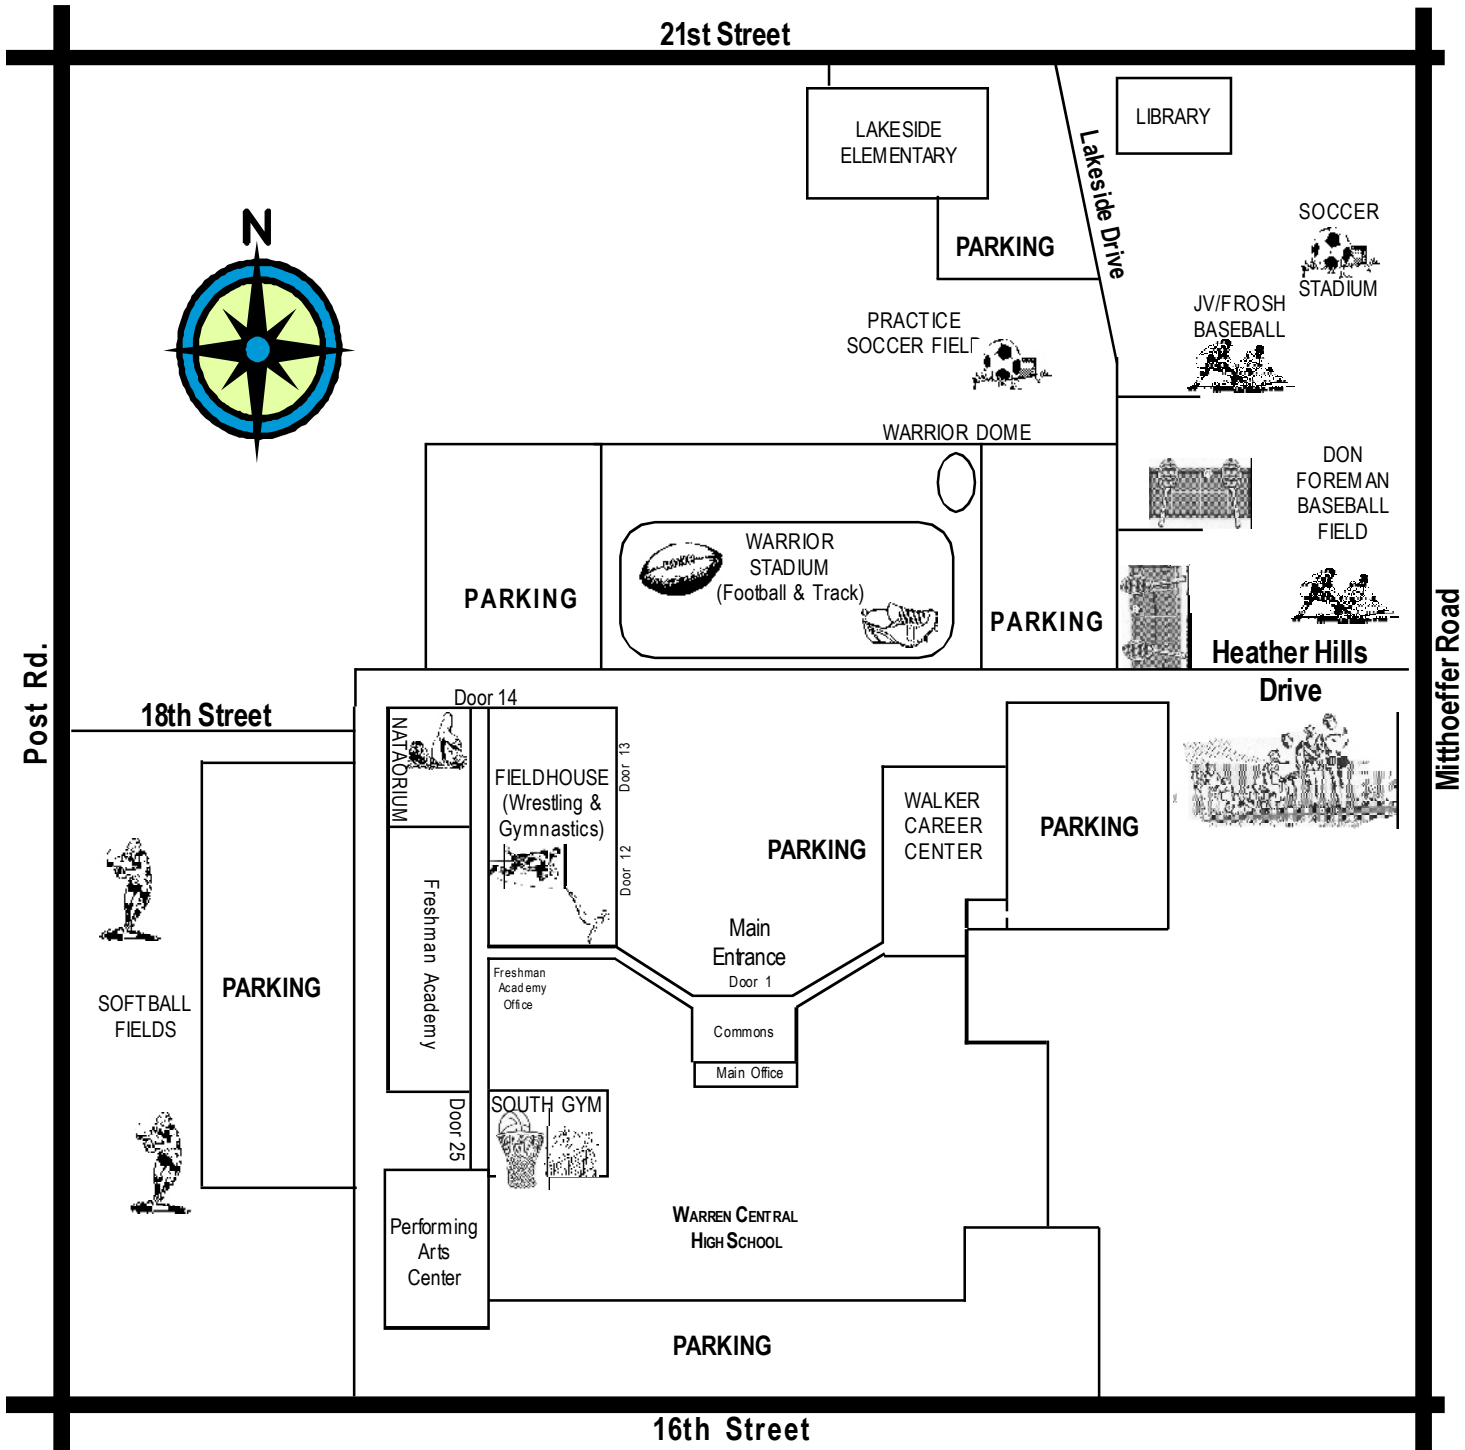 21st Street
LIBRARY
LAKESIDE
ELEMENTARY
Lakeside Drive
N
SOCCER
STADIUM
PARKING
JV/FROSH
BASEBALL
PRACTICE
SOCCER FIELD
WARRIOR DOME
DON
FOREMAN
BASEBALL
FIELD
WARRIOR
STADIUM
(Football & Track)
PARKING
PARKING
Heather Hills
Drive
Post Rd.
Mitthoeffer Road
18th Street
Door 14
NATAORIUM
FIELDHOUSE
(Wrestling &
Gymnastics)
Door 13
Door 12
PARKING
WALKER
CAREER
CENTER
PARKING
Freshman Academy
Main
Entrance
Door 1
Freshman
Academy
Office
PARKING
SOFTBALL
FIELDS
Commons
Main Office
Door 25
SOUTH GYM
Performing
Arts
Center
WARREN CENTRAL
HIGH SCHOOL
PARKING
16th Street